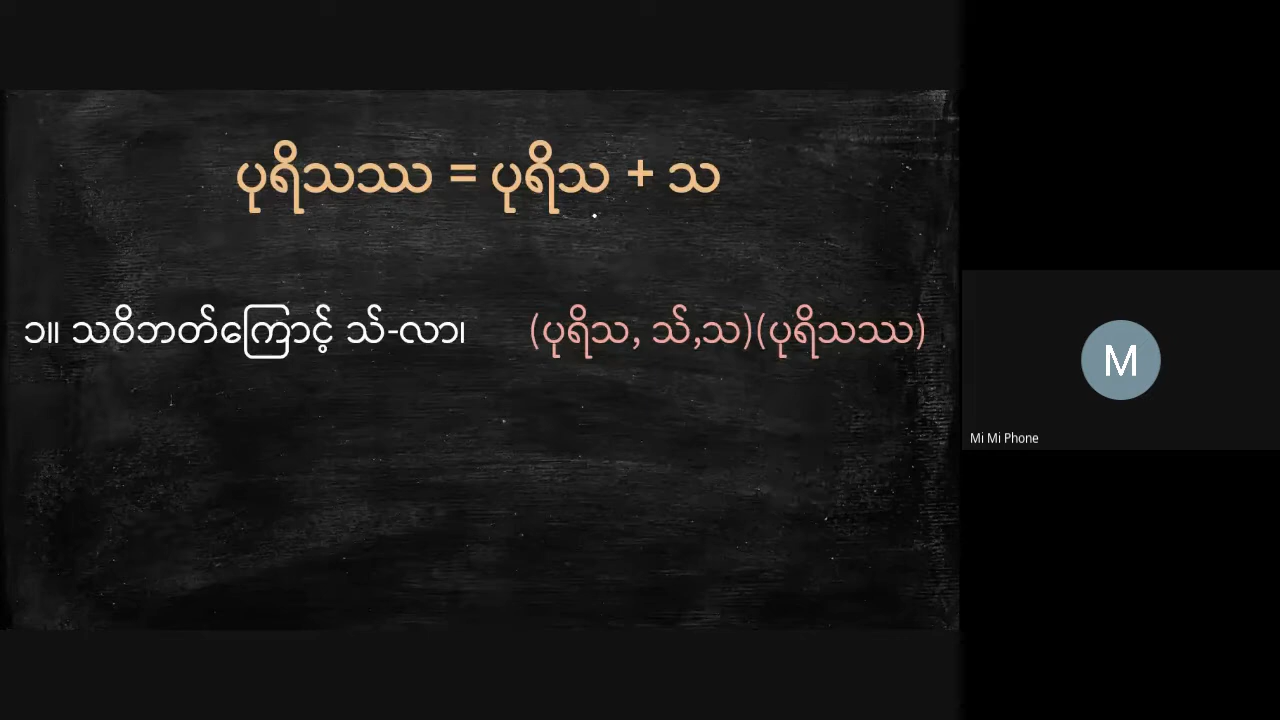 ပုရိသဿ = ပုရိသ + သ
၁။ သဝိဘတ်ကြောင့် သ်-လာ၊ (ပုရိသ, သ်,သ)(ပုရိသဿ)
M
Mi Mi Phone